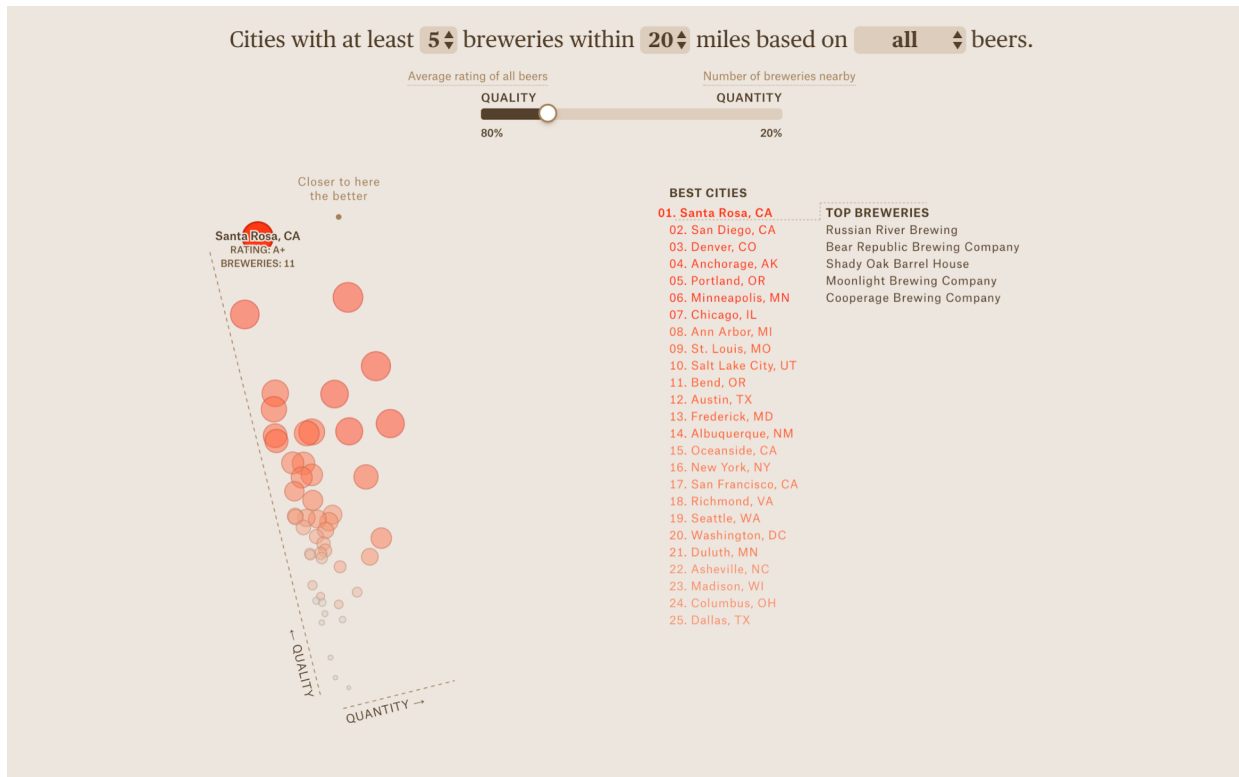 Cities with at least 5 breweries within 20 miles based on all beers.
Average rating of all beers
Number of breweries nearby
QUALITY
QUANTITY
80%
20%
Closer to here
the better
Santa Rosa, CA
RATING: A+
BREWERIES: 11
← QUALITY
QUANTITY →
BEST CITIES
01. Santa Rosa, CA
02. San Diego, CA
03. Denver, CO
04. Anchorage, AK
05. Portland, OR
06. Minneapolis, MN
07. Chicago, IL
08. Ann Arbor, MI
09. St. Louis, MO
10. Salt Lake City, UT
11. Bend, OR
12. Austin, TX
13. Frederick, MD
14. Albuquerque, NM
15. Oceanside, CA
16. New York, NY
17. San Francisco, CA
18. Richmond, VA
19. Seattle, WA
20. Washington, DC
21. Duluth, MN
22. Asheville, NC
23. Madison, WI
24. Columbus, OH
25. Dallas, TX
TOP BREWERIES
Russian River Brewing
Bear Republic Brewing Company
Shady Oak Barrel House
Moonlight Brewing Company
Cooperage Brewing Company